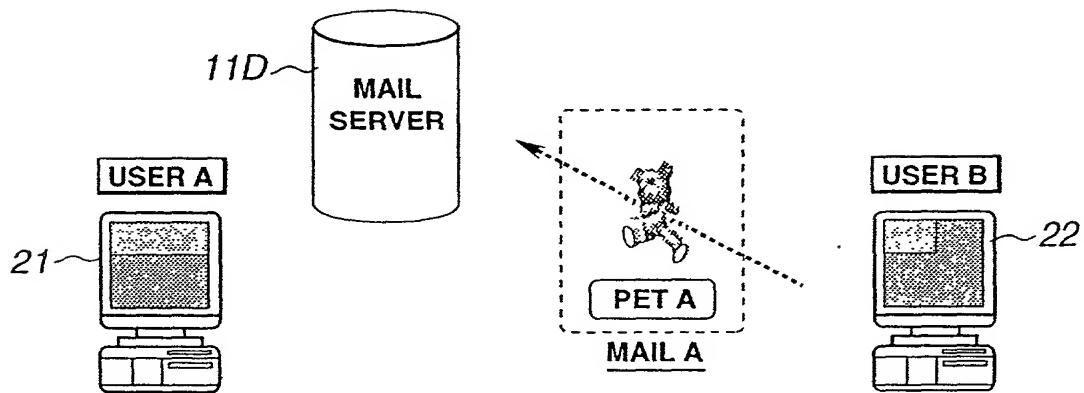 11D
MAIL
SERVER
USER A
USER B
21
22
PET A
MAIL A